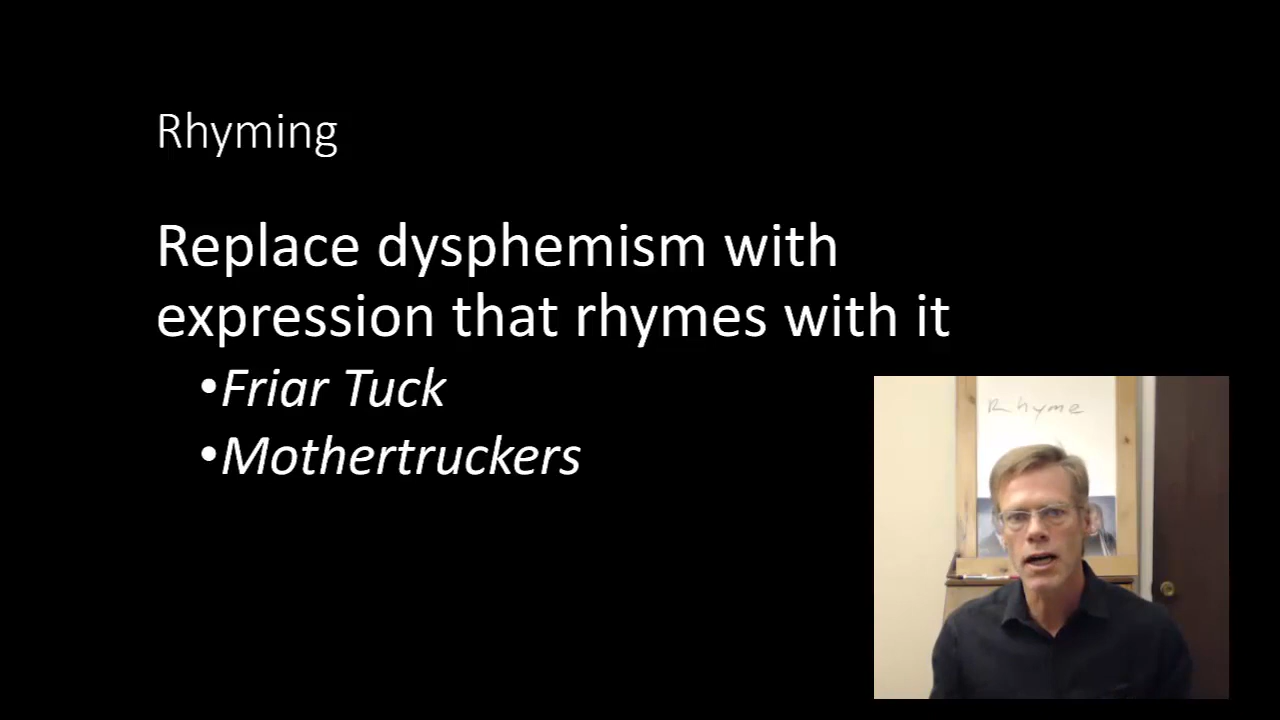 Rhyming
Replace dysphemism with
expression that rhymes with it
•Friar Tuck
•Mothertruckers
Rhyme